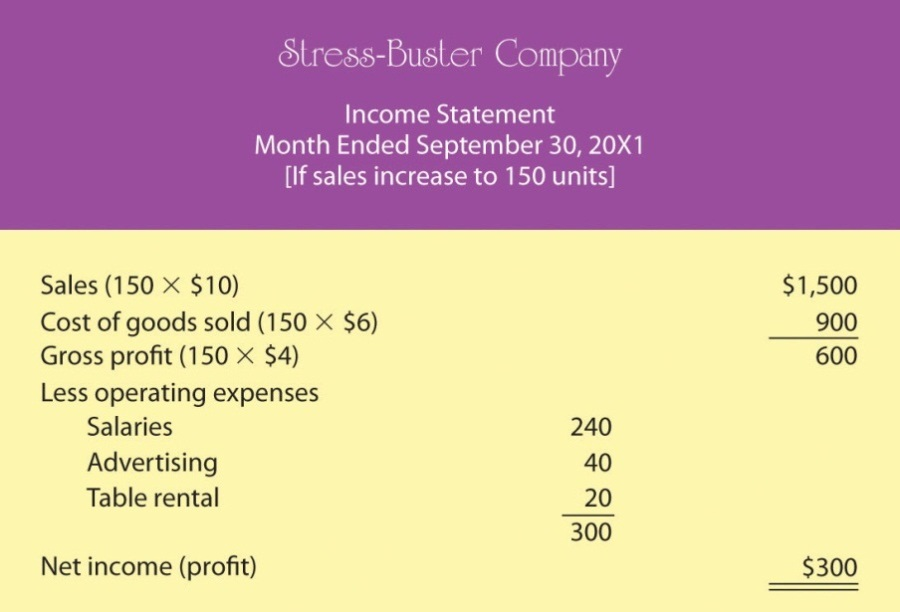 Stress-Buster Company
Income Statement
Month Ended September 30, 20X1
[If sales increase to 150 units]
Sales (150 × $10) $1,500
Cost of goods sold (150 × $6) 900
Gross profit (150 × $4) 600
Less operating expenses
Salaries 240
Advertising 40
Table rental 20
300
Net income (profit) $300